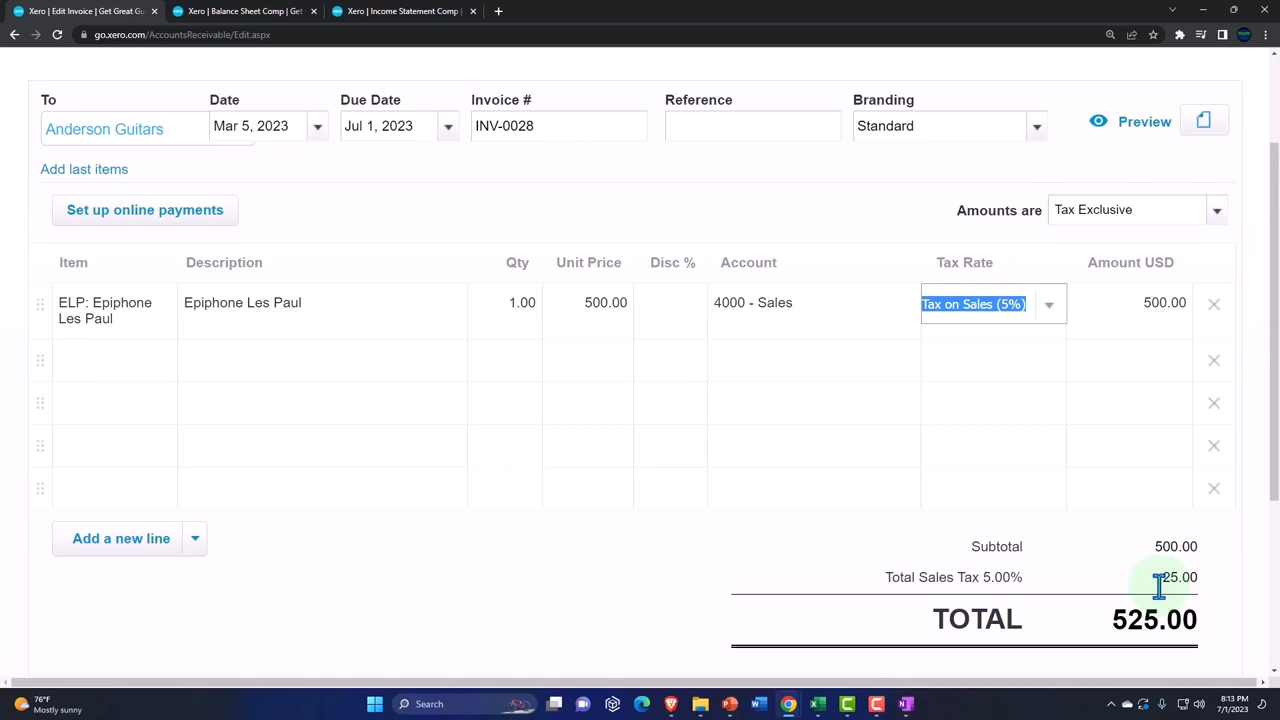 Xero | Edit Invoice | Get Great Gu
Xero | Balance Sheet Comp | Get
Xero | Income Statement Comp |
go.xero.com/AccountsReceivable/Edit.aspx
To
Date
Due Date
Invoice #
Reference
Branding
Anderson Guitars
Mar 5, 2023
Jul 1, 2023
INV-0028
Standard
Preview
Add last items
Set up online payments
Amounts are
Tax Exclusive
Item
Description
Qty
Unit Price
Disc %
Account
Tax Rate
Amount USD
ELP: Epiphone
Les Paul
Epiphone Les Paul
1.00
500.00
4000 - Sales
Tax on Sales (5%)
500.00
Add a new line
Subtotal
500.00
Total Sales Tax 5.00%
25.00
TOTAL
525.00
76°F
Mostly sunny
Search
8:13 PM
7/1/2023